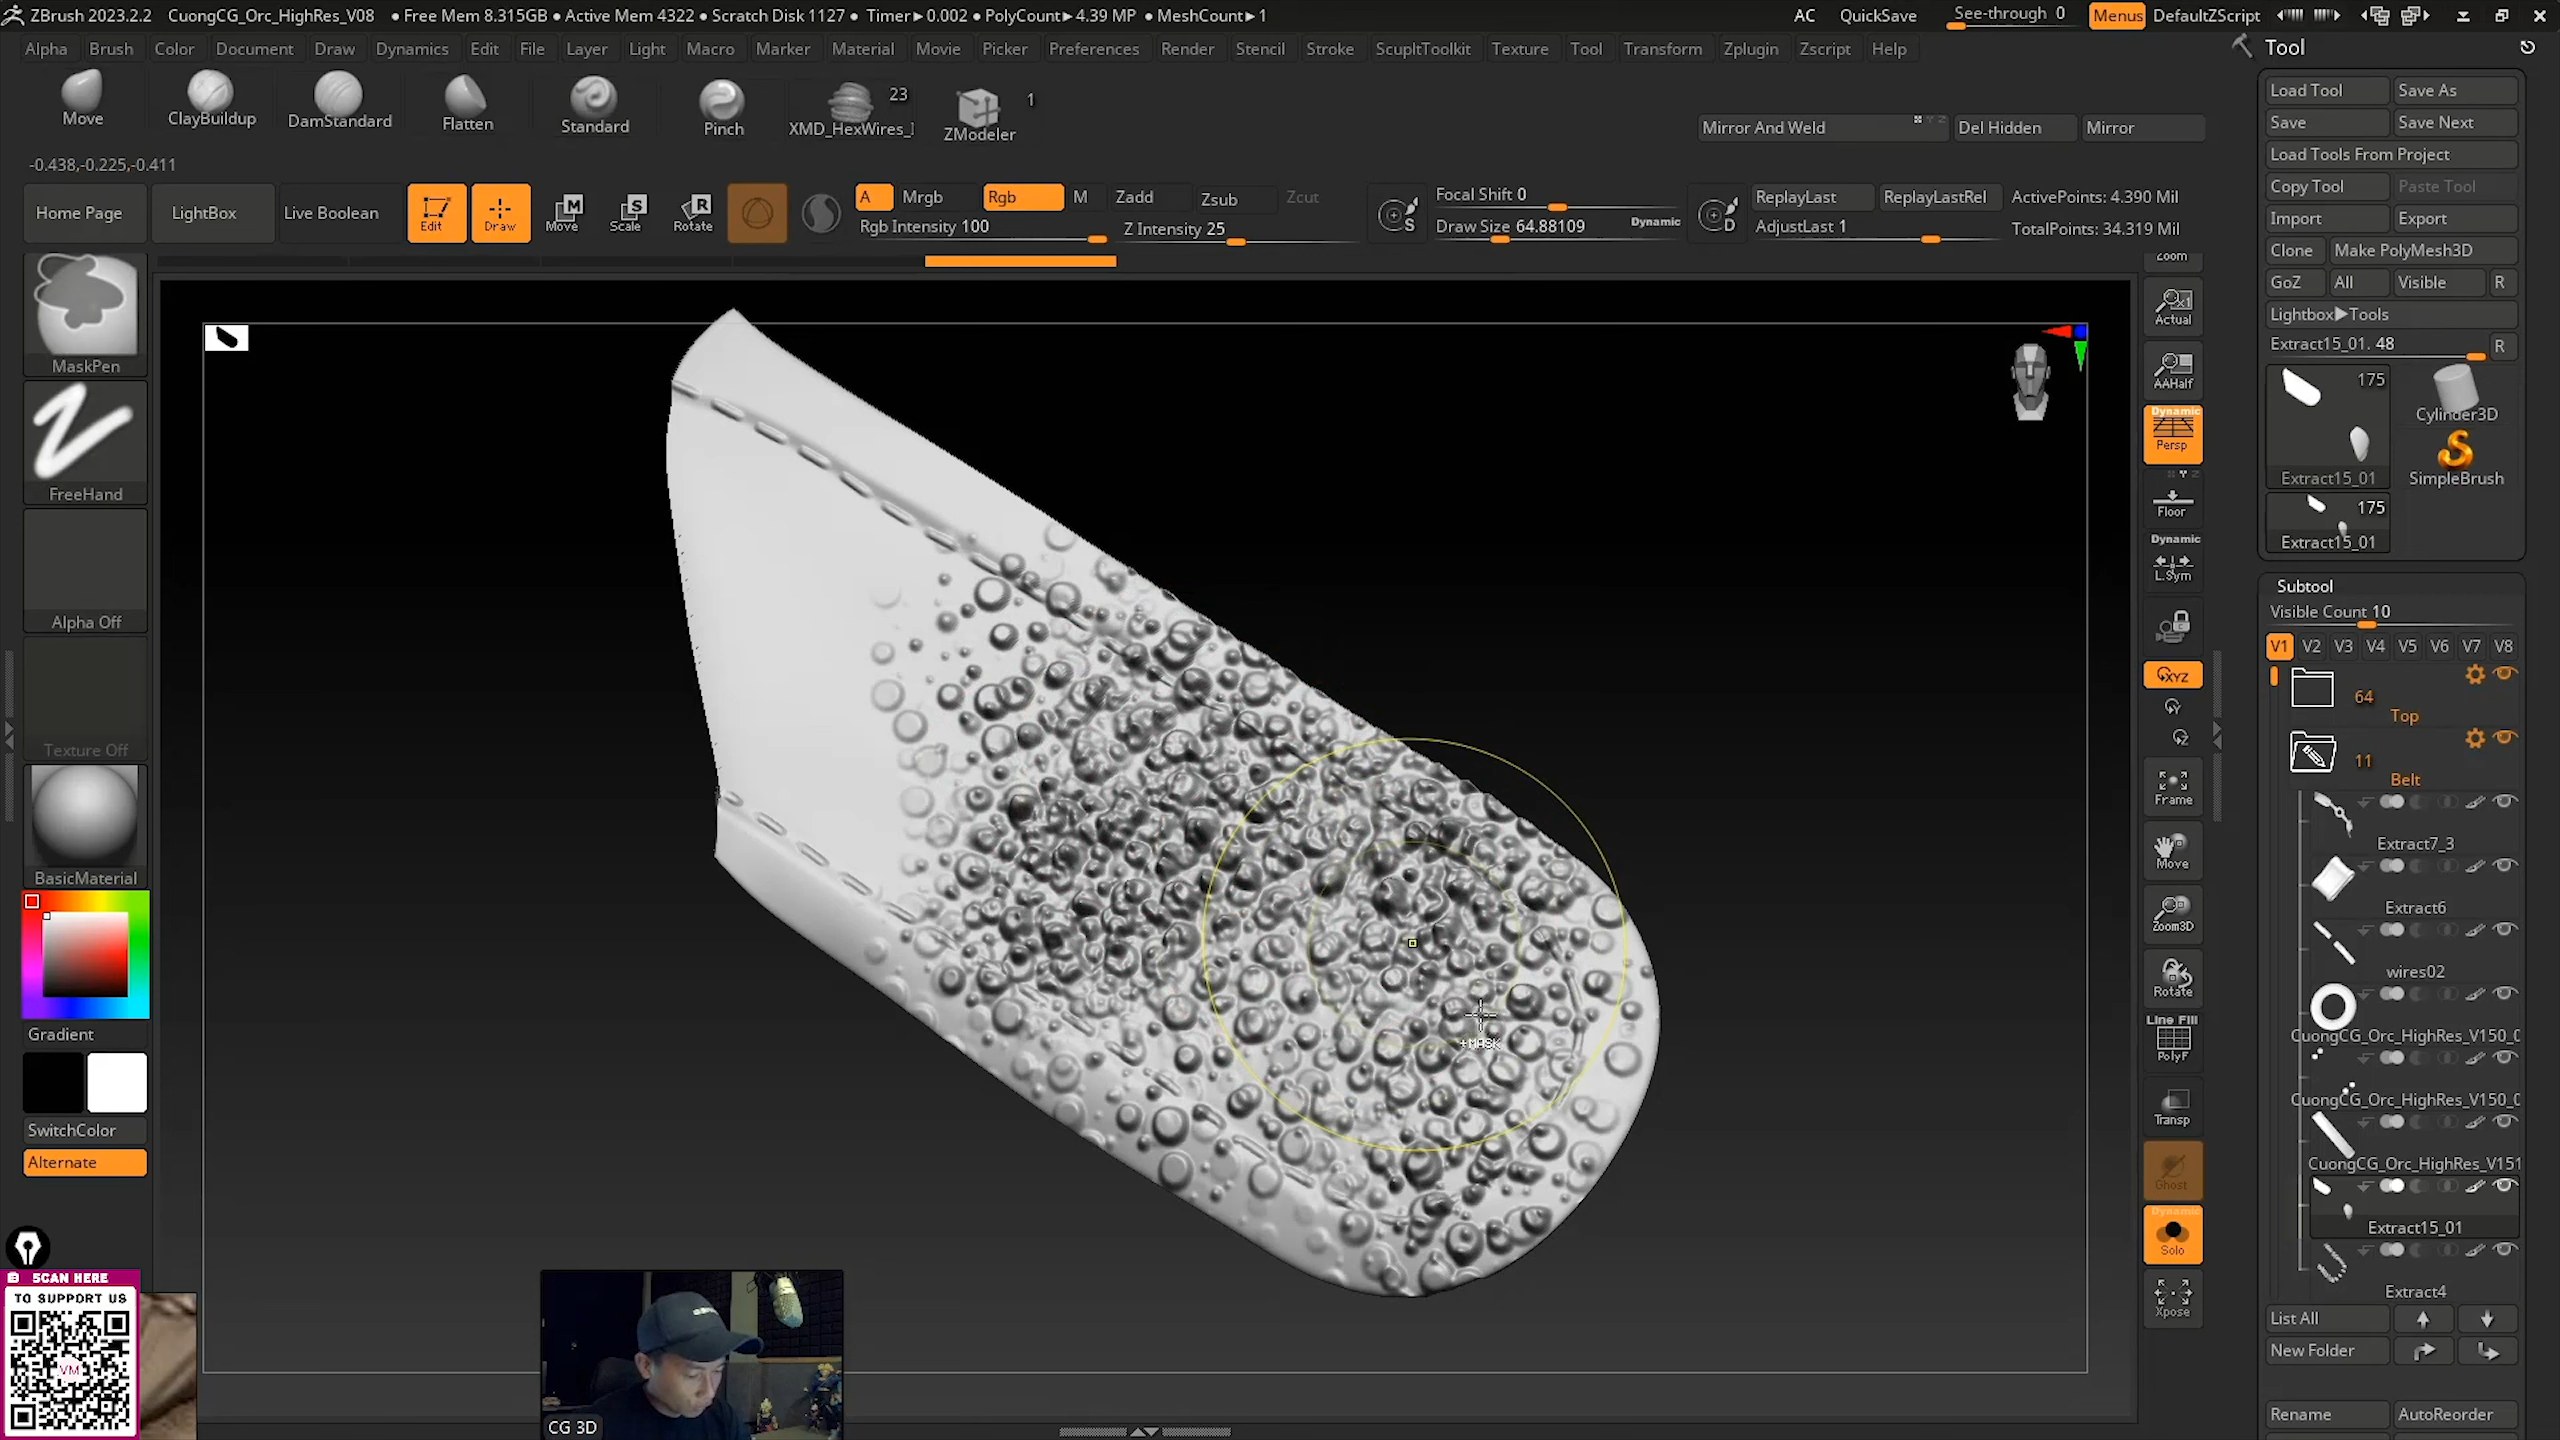 ZBrush 2023.2.2 CuongCG_Orc_HighRes_V08 • Free Mem 8.315GB • Active Mem 4322 • Scratch Disk 1127 • Timer▶0.002 • PolyCount▶4.39 MP • MeshCount▶1 AC QuickSave See-through 0 Menus DefaultZScript
Alpha Brush Color Document Draw Dynamics Edit File Layer Light Macro Marker Material Movie Picker Preferences Render Stencil Stroke ScupltToolkit Texture Tool Transform Zplugin Zscript Help
Tool
Move ClayBuildup DamStandard Flatten Standard Pinch XMD_HexWires_ 23 ZModeler 1
Mirror And Weld Del Hidden Mirror
-0.438,-0.225,-0.411
Home Page LightBox Live Boolean Edit Draw Move Scale Rotate
M S R
A Mrgb Rgb M Zadd Zsub Zcut
Rgb Intensity 100 Z Intensity 25
S Focal Shift 0
Draw Size 64.88109 Dynamic
D ReplayLast ReplayLastRel ActivePoints: 4.390 Mil
AdjustLast 1 TotalPoints: 34.319 Mil
MaskPen
FreeHand
Alpha Off
Texture Off
BasicMaterial
Gradient
SwitchColor
Alternate
SCAN HERE
TO SUPPORT US
VM
CG 3D
+MASK
Zoom
Actual
AAHalf
Dynamic
Persp
Floor
Dynamic
L.Sym
XYZ
Y
Z
Frame
Move
Zoom3D
Rotate
Line Fill
PolyF
Transp
Ghost
Dynamic
Solo
Xpose
Load Tool Save As
Save Save Next
Load Tools From Project
Copy Tool Paste Tool
Import Export
Clone Make PolyMesh3D
GoZ All Visible R
Lightbox▶Tools
Extract15_01. 48 R
175
Cylinder3D
Extract15_01 SimpleBrush
175
Extract15_01
Subtool
Visible Count 10
V1 V2 V3 V4 V5 V6 V7 V8
64
Top
11
Belt
Extract7_3
Extract6
wires02
CuongCG_Orc_HighRes_V150_0
CuongCG_Orc_HighRes_V150_0
CuongCG_Orc_HighRes_V151
Extract15_01
Extract4
List All
New Folder
Rename AutoReorder